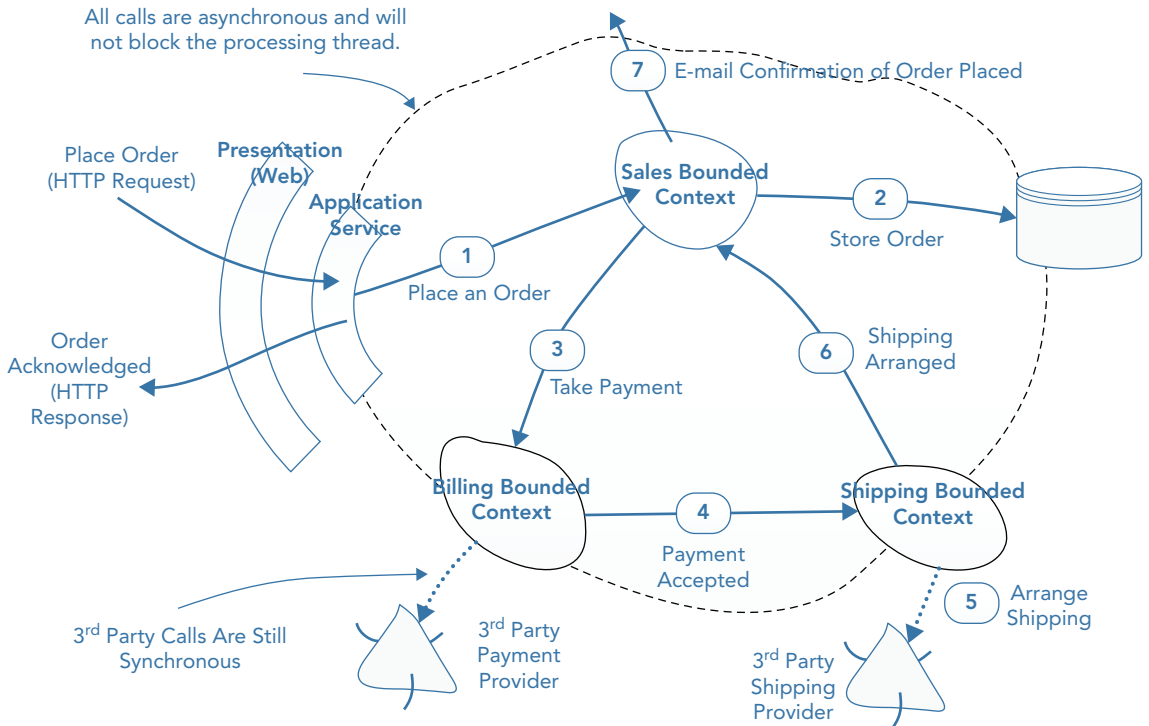 All calls are asynchronous and will
not block the processing thread.
7
E-mail Confirmation of Order Placed
Place Order
(HTTP Request)
Presentation
(Web)
Application
Service
Sales Bounded
Context
2
Store Order
1
Place an Order
Order
Acknowledged
(HTTP
Response)
3
Take Payment
6
Shipping
Arranged
Billing Bounded
Context
4
Payment
Accepted
Shipping Bounded
Context
5
Arrange
Shipping
3rd Party Calls Are Still
Synchronous
3rd Party
Payment
Provider
3rd Party
Shipping
Provider